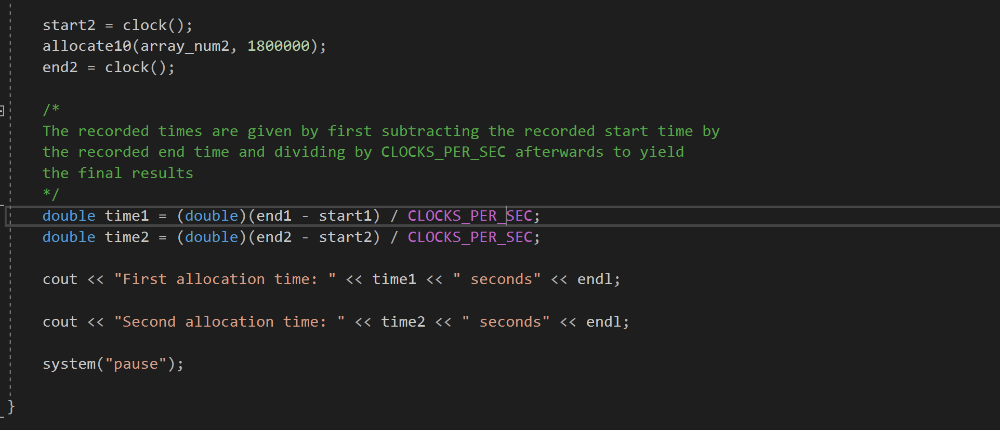 start2 = clock();
allocate10(array_num2, 1800000);
end2 = clock();
/*
The recorded times are given by first subtracting the recorded start time by
the recorded end time and dividing by CLOCKS_PER_SEC afterwards to yield
the final results
*/
double time1 = (double)(end1 - start1) / CLOCKS_PER_SEC;
double time2 = (double)(end2 - start2) / CLOCKS_PER_SEC;
cout << "First allocation time: " << time1 << " seconds" << endl;
cout << "Second allocation time: " << time2 << " seconds" << endl;
system("pause");
}